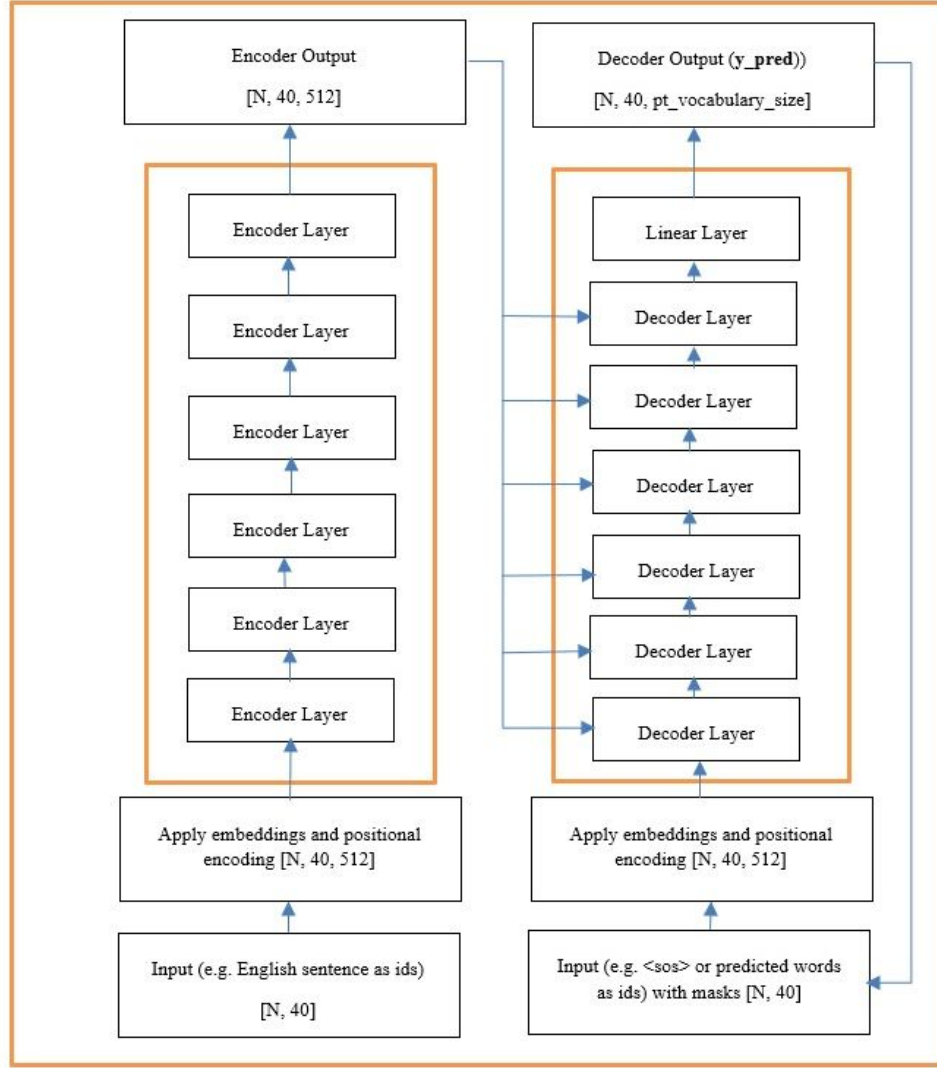 Encoder Output
[N, 40, 512]
Encoder Layer
Encoder Layer
Encoder Layer
Encoder Layer
Encoder Layer
Encoder Layer
Apply embeddings and positional
encoding [N, 40, 512]
Input (e.g. English sentence as ids)
[N, 40]
Decoder Output (y_pred))
[N, 40, pt_vocabulary_size]
Linear Layer
Decoder Layer
Decoder Layer
Decoder Layer
Decoder Layer
Decoder Layer
Decoder Layer
Apply embeddings and positional
encoding [N, 40, 512]
Input (e.g. <sos> or predicted words
as ids) with masks [N, 40]